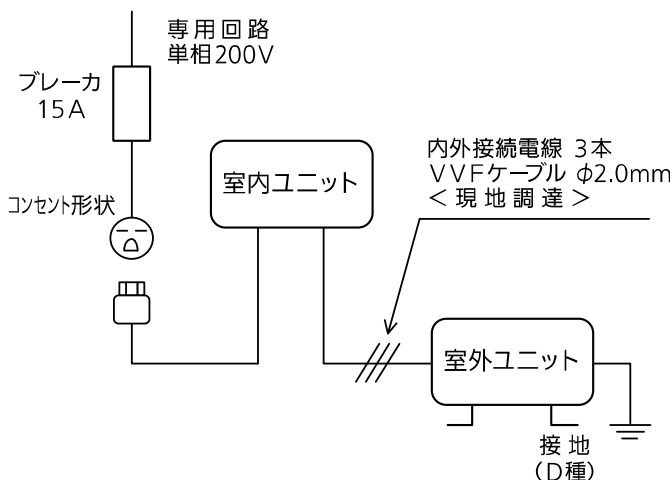 専用回路
単相200V
ブレーカ
15A
コンセント形状
室内ユニット
内外接続電線 3本
VVFケーブル φ2.0mm
<現地調達>
室外ユニット
接地
(D種)